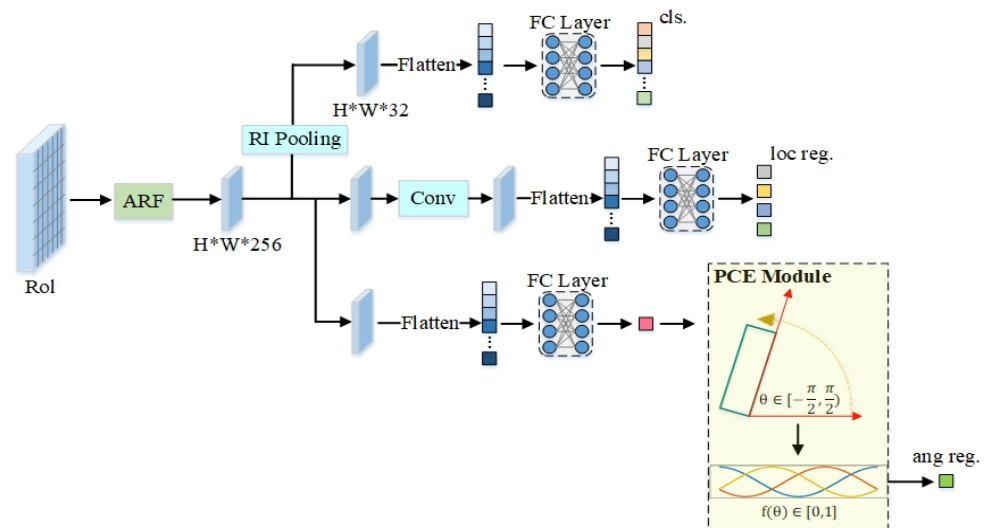 FC Layer
cls.
Flatten
H*W*32
RI Pooling
RoI
ARF
H*W*256
Conv
Flatten
FC Layer
loc reg.
Flatten
FC Layer
PCE Module
θ ∈ [-π/2, π/2)
f(θ) ∈ [0,1]
ang reg.